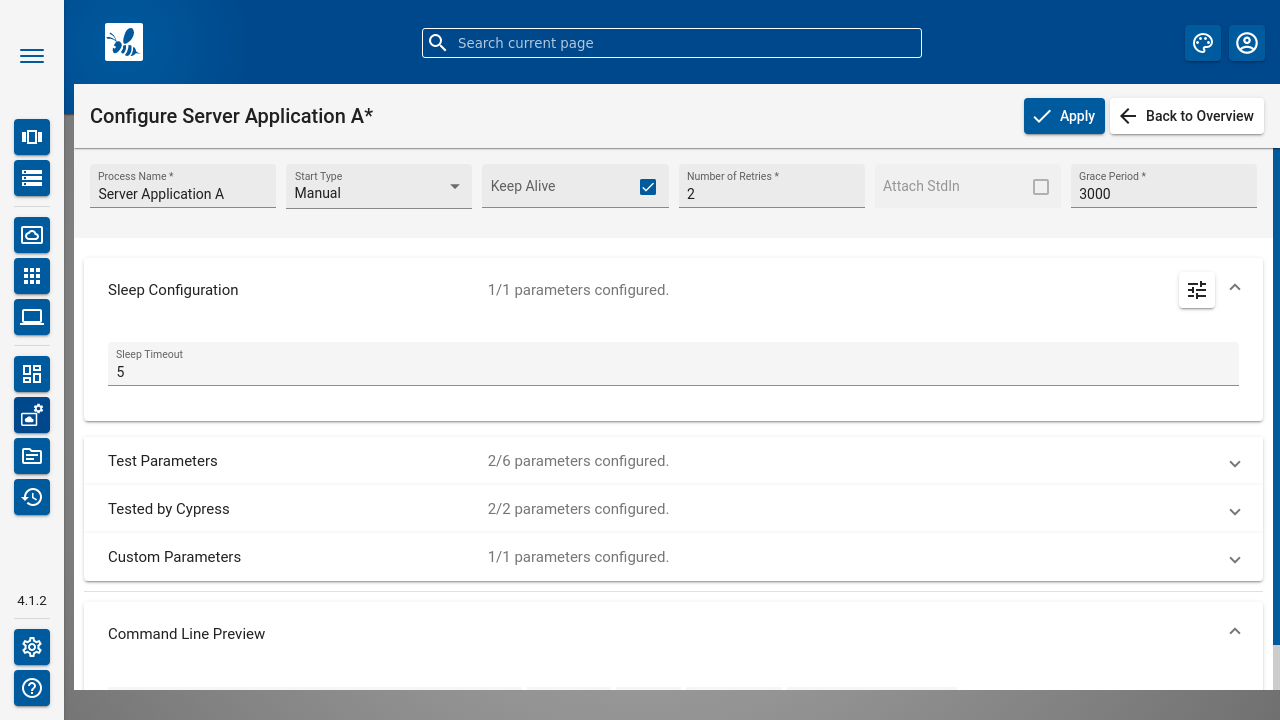 Search current page
Configure Server Application A*
Apply
Back to Overview
Process Name *
Server Application A
Start Type
Manual
Keep Alive
Number of Retries *
2
Attach StdIn
Grace Period *
3000
Sleep Configuration
1/1 parameters configured.
Sleep Timeout
5
Test Parameters
2/6 parameters configured.
Tested by Cypress
2/2 parameters configured.
Custom Parameters
1/1 parameters configured.
4.1.2
Command Line Preview